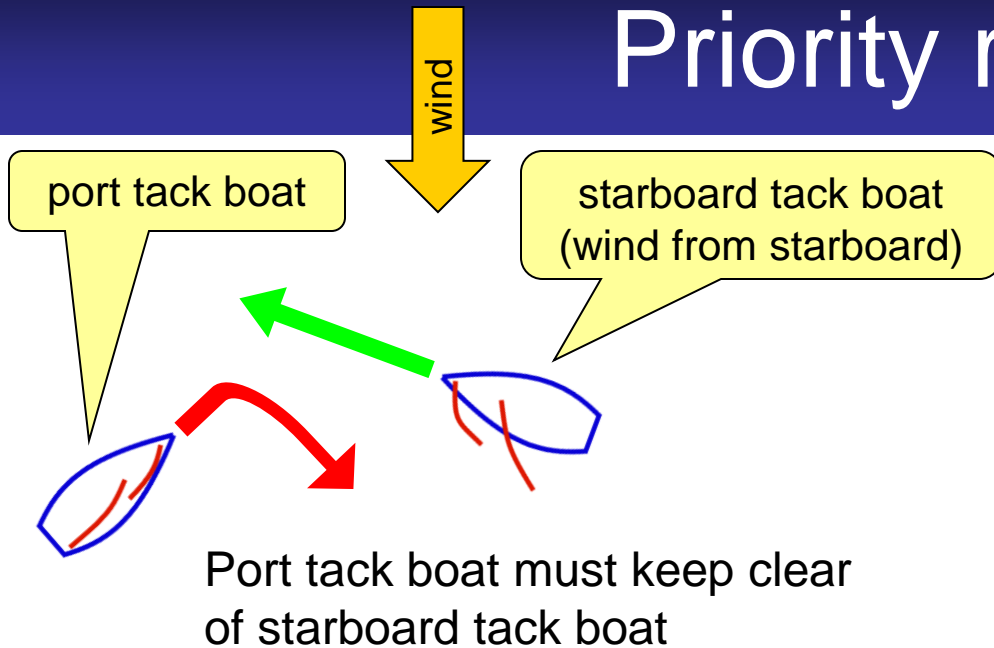 Priority r
wind
port tack boat
starboard tack boat
(wind from starboard)
Port tack boat must keep clear
of starboard tack boat